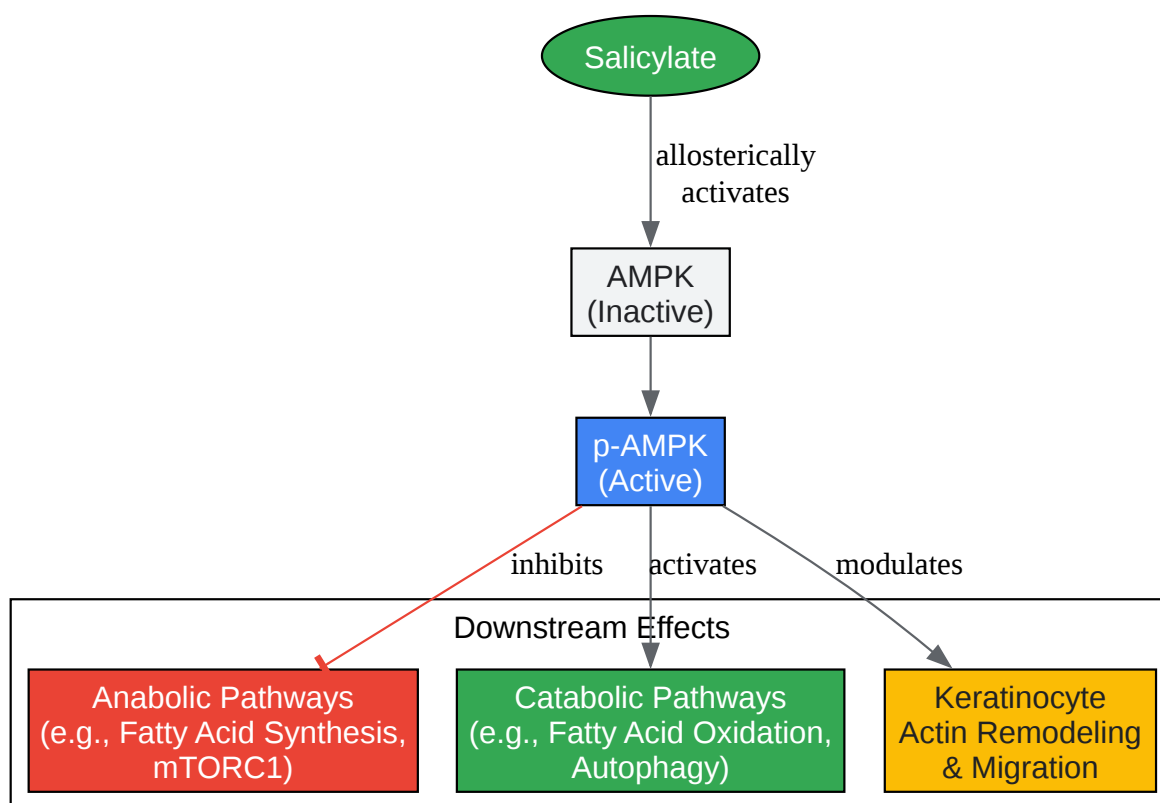 Salicylate
allosterically
activates
AMPK
(Inactive)
p-AMPK
(Active)
inhibits
activates
modulates
Downstream Effects
Anabolic Pathways
(e.g., Fatty Acid Synthesis,
mTORC1)
Catabolic Pathways
(e.g., Fatty Acid Oxidation,
Autophagy)
Keratinocyte
Actin Remodeling
& Migration